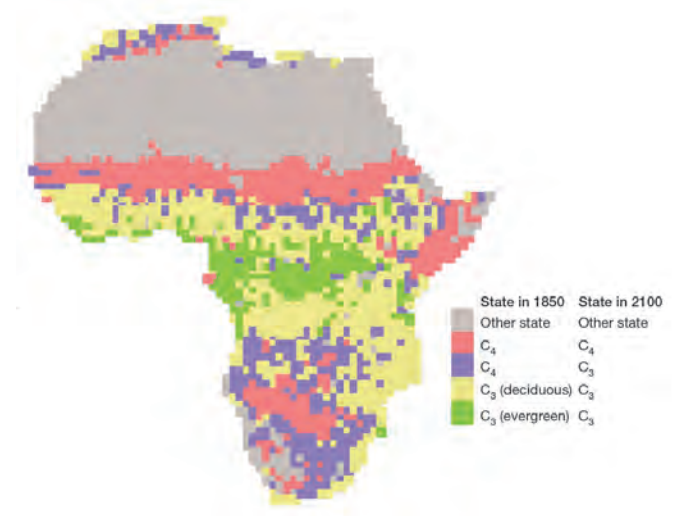 State in 1850 State in 2100
Other state Other state
C₄ C₄
C₄ C₃
C₃ (deciduous) C₃
C₃ (evergreen) C₃